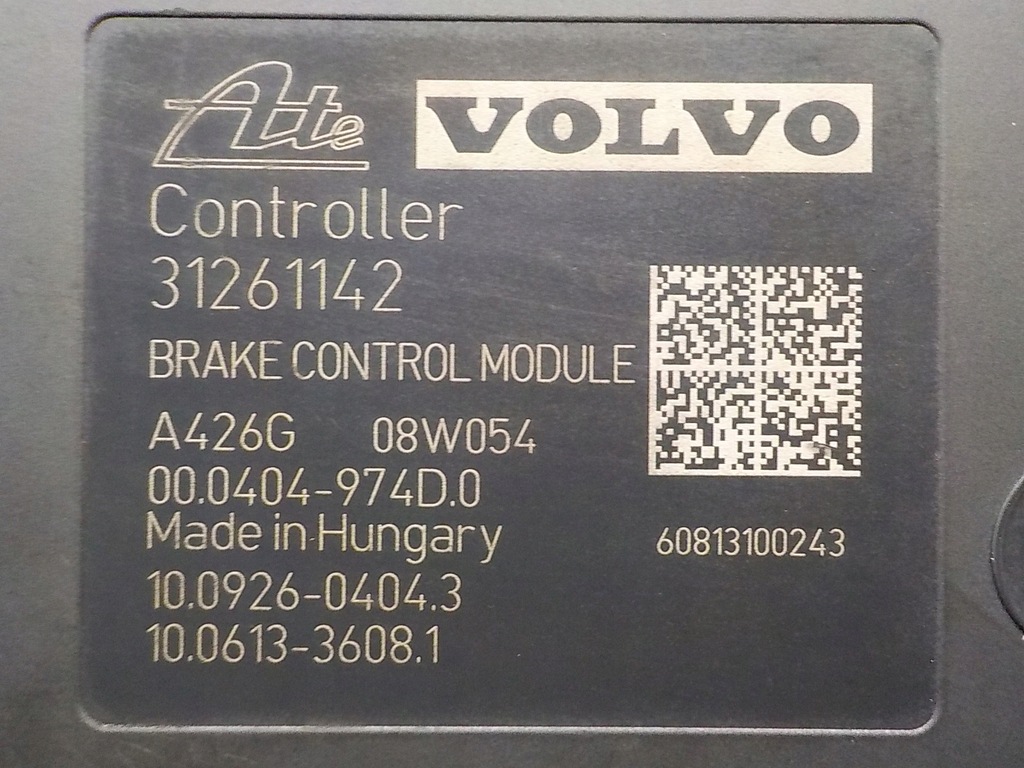 Ate VOLVO
Controller
31261142
BRAKE CONTROL MODULE
A426G 08W054
00.0404-974D.0
Made in Hungary
60813100243
10.0926-0404.3
10.0613-3608.1